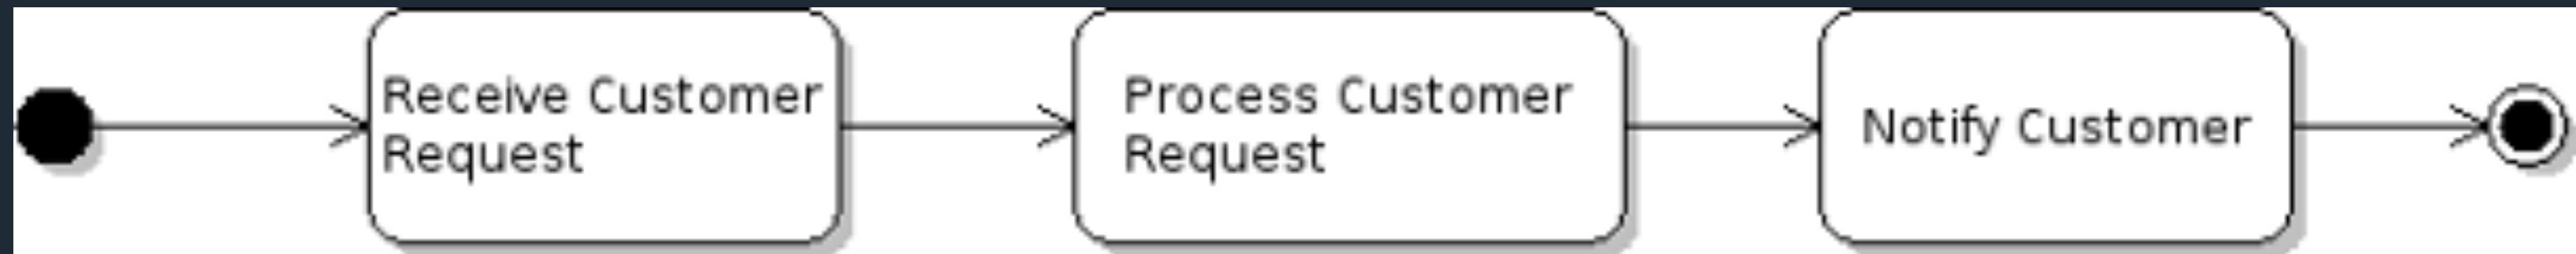 Receive Customer
Request
Process Customer
Request
Notify Customer